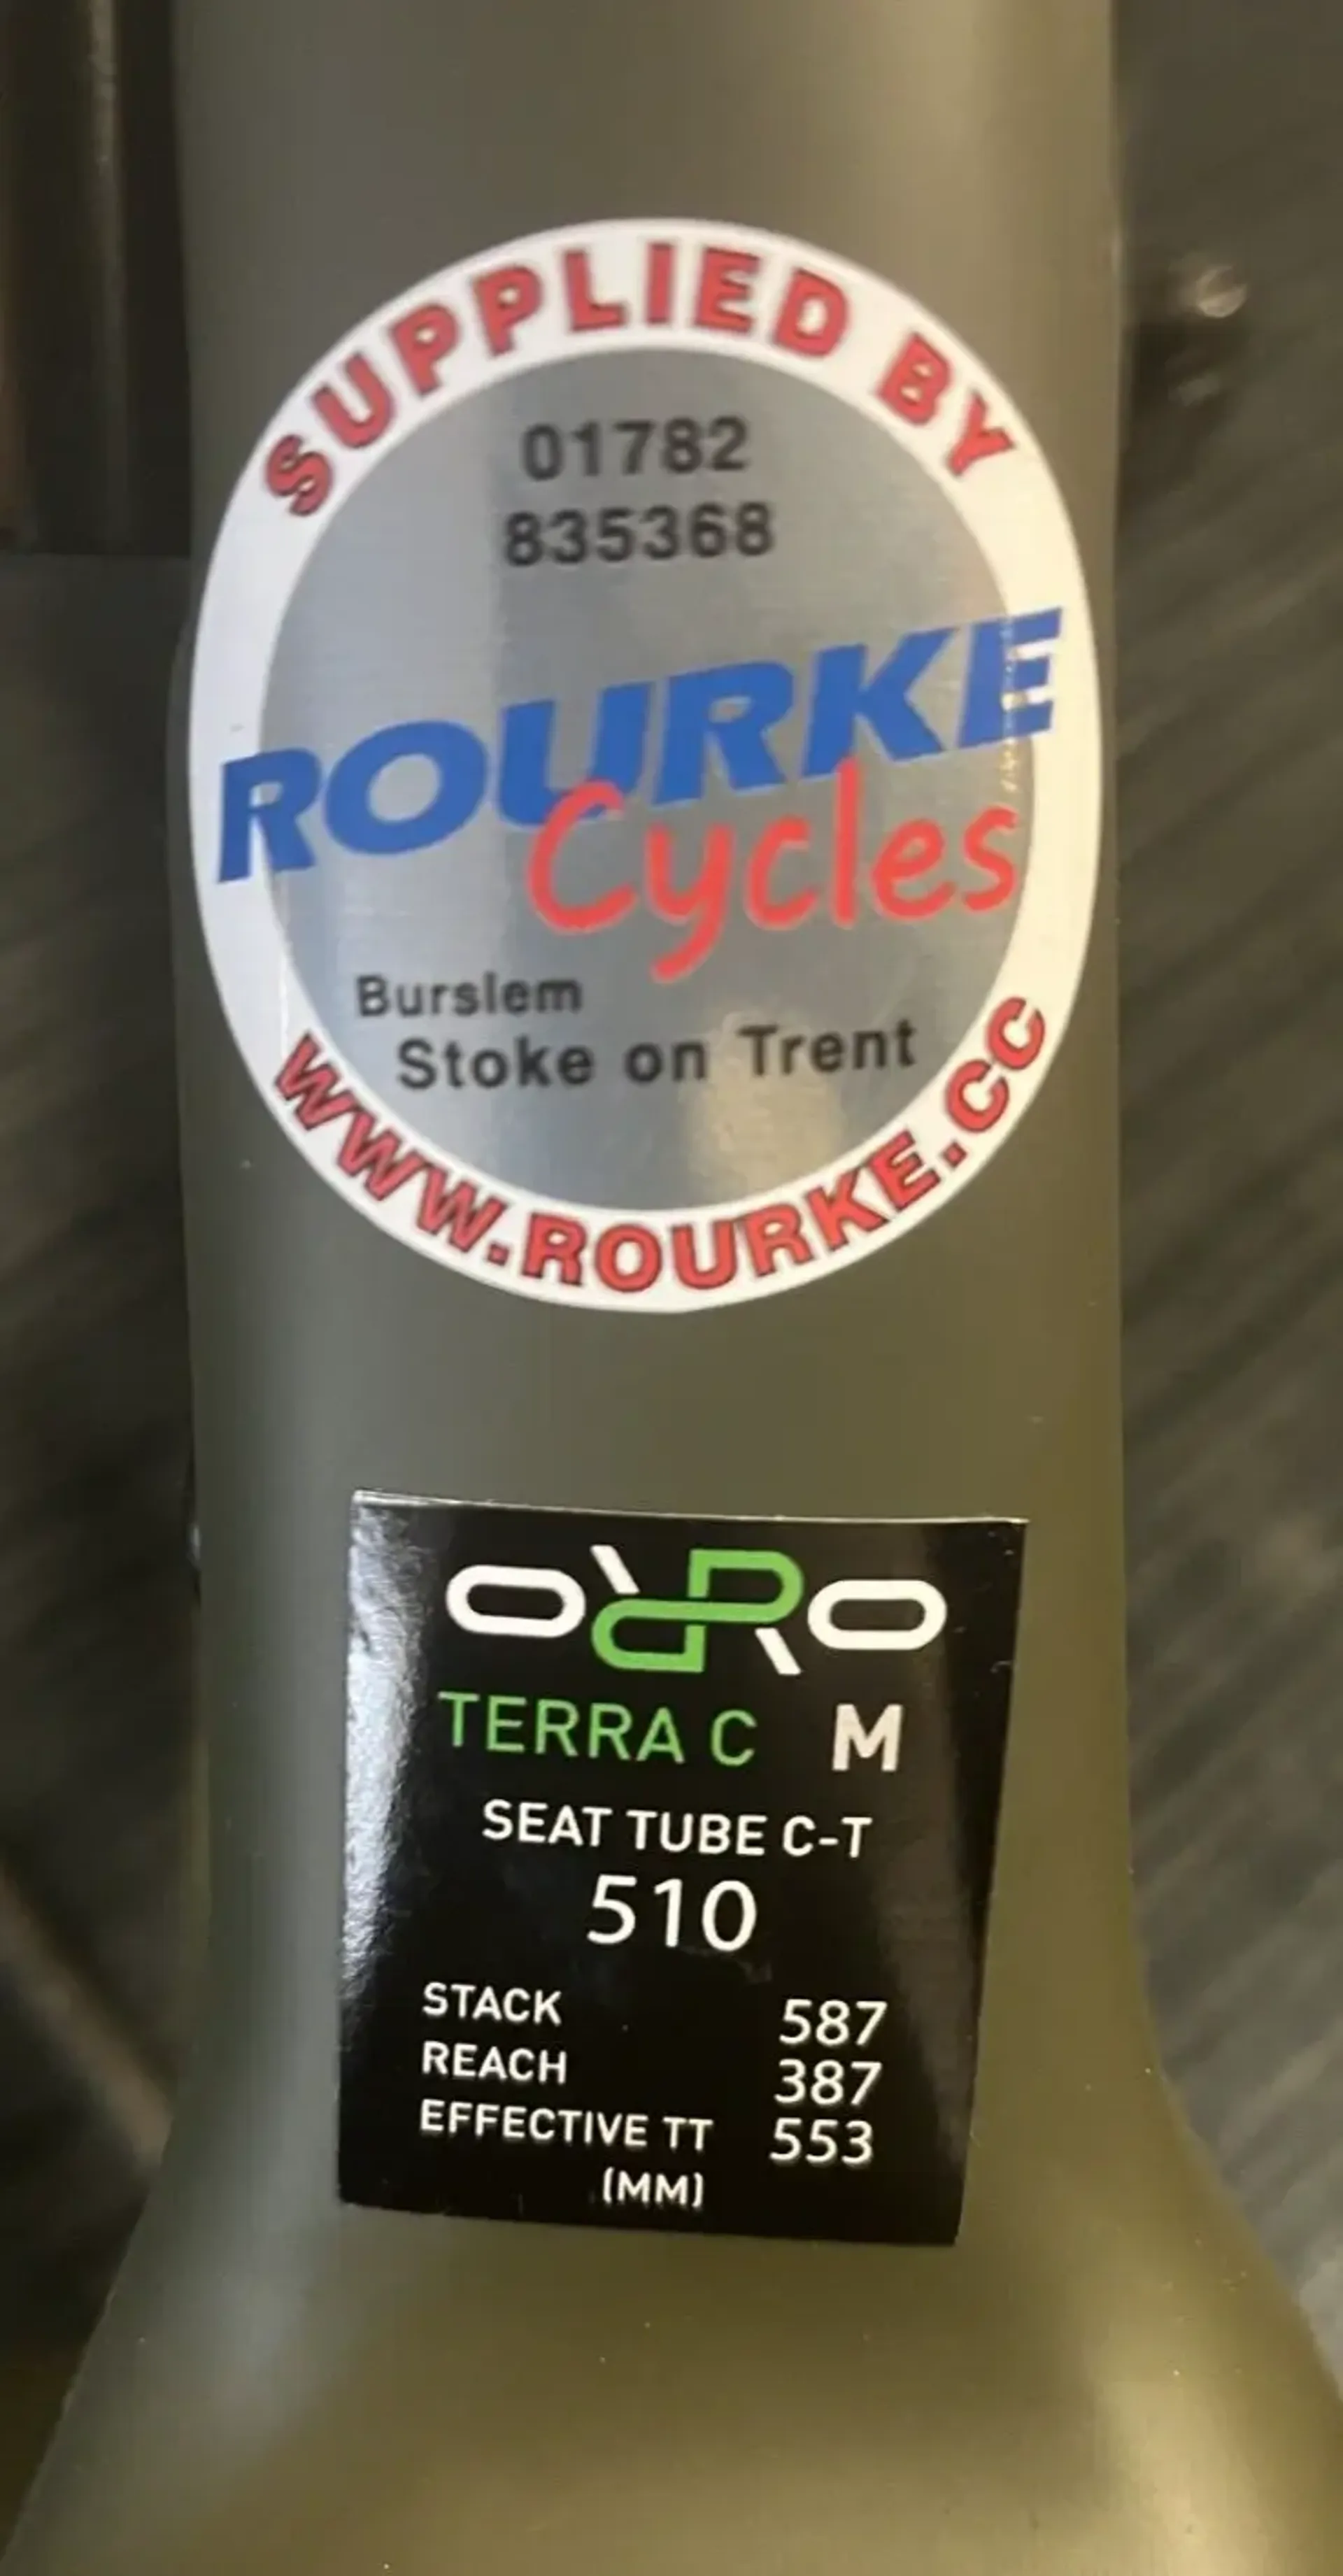 SUPPLIED BY
01782
835368
ROURKE
Cycles
Burslem
Stoke on Trent
WWW.ROURKE.CC
ORRO
TERRA C M
SEAT TUBE C-T
510
STACK 587
REACH 387
EFFECTIVE TT 553
(MM)